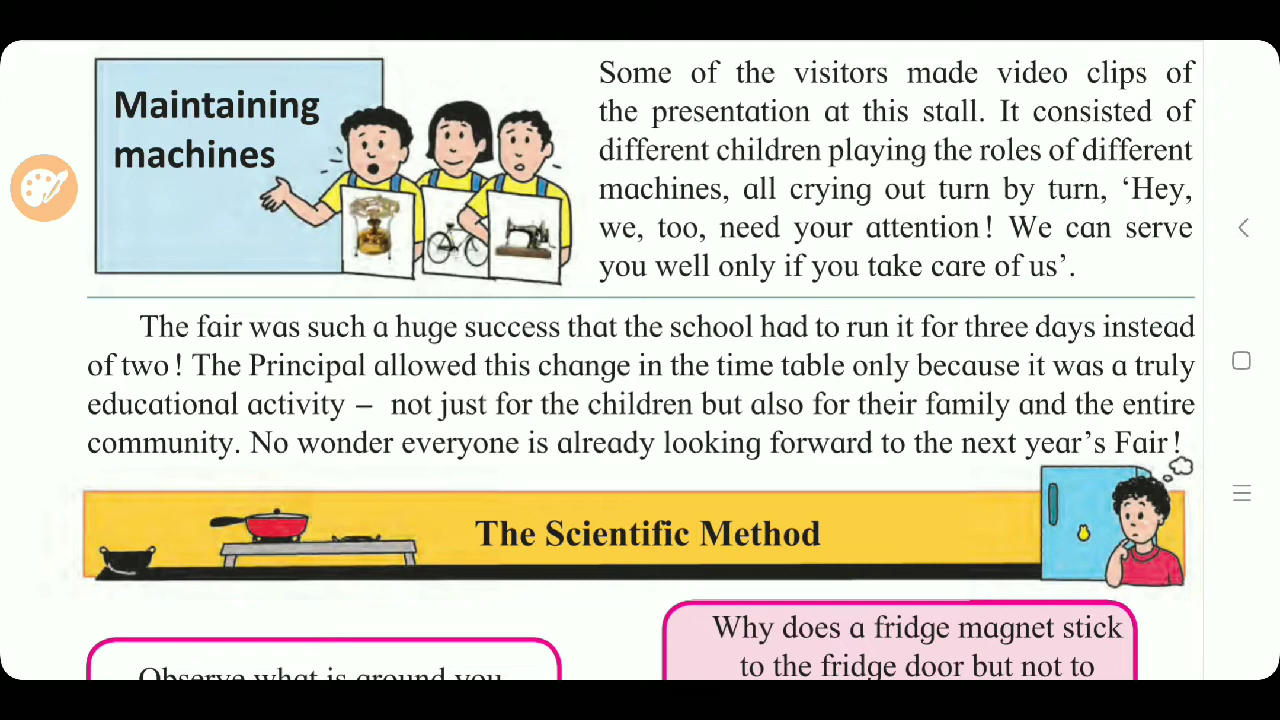 Maintaining
machines
Some of the visitors made video clips of
the presentation at this stall. It consisted of
different children playing the roles of different
machines, all crying out turn by turn, ‘Hey,
we, too, need your attention! We can serve
you well only if you take care of us’.
The fair was such a huge success that the school had to run it for three days instead
of two! The Principal allowed this change in the time table only because it was a truly
educational activity – not just for the children but also for their family and the entire
community. No wonder everyone is already looking forward to the next year’s Fair!
The Scientific Method
Why does a fridge magnet stick
to the fridge door but not to
Observe what is around you